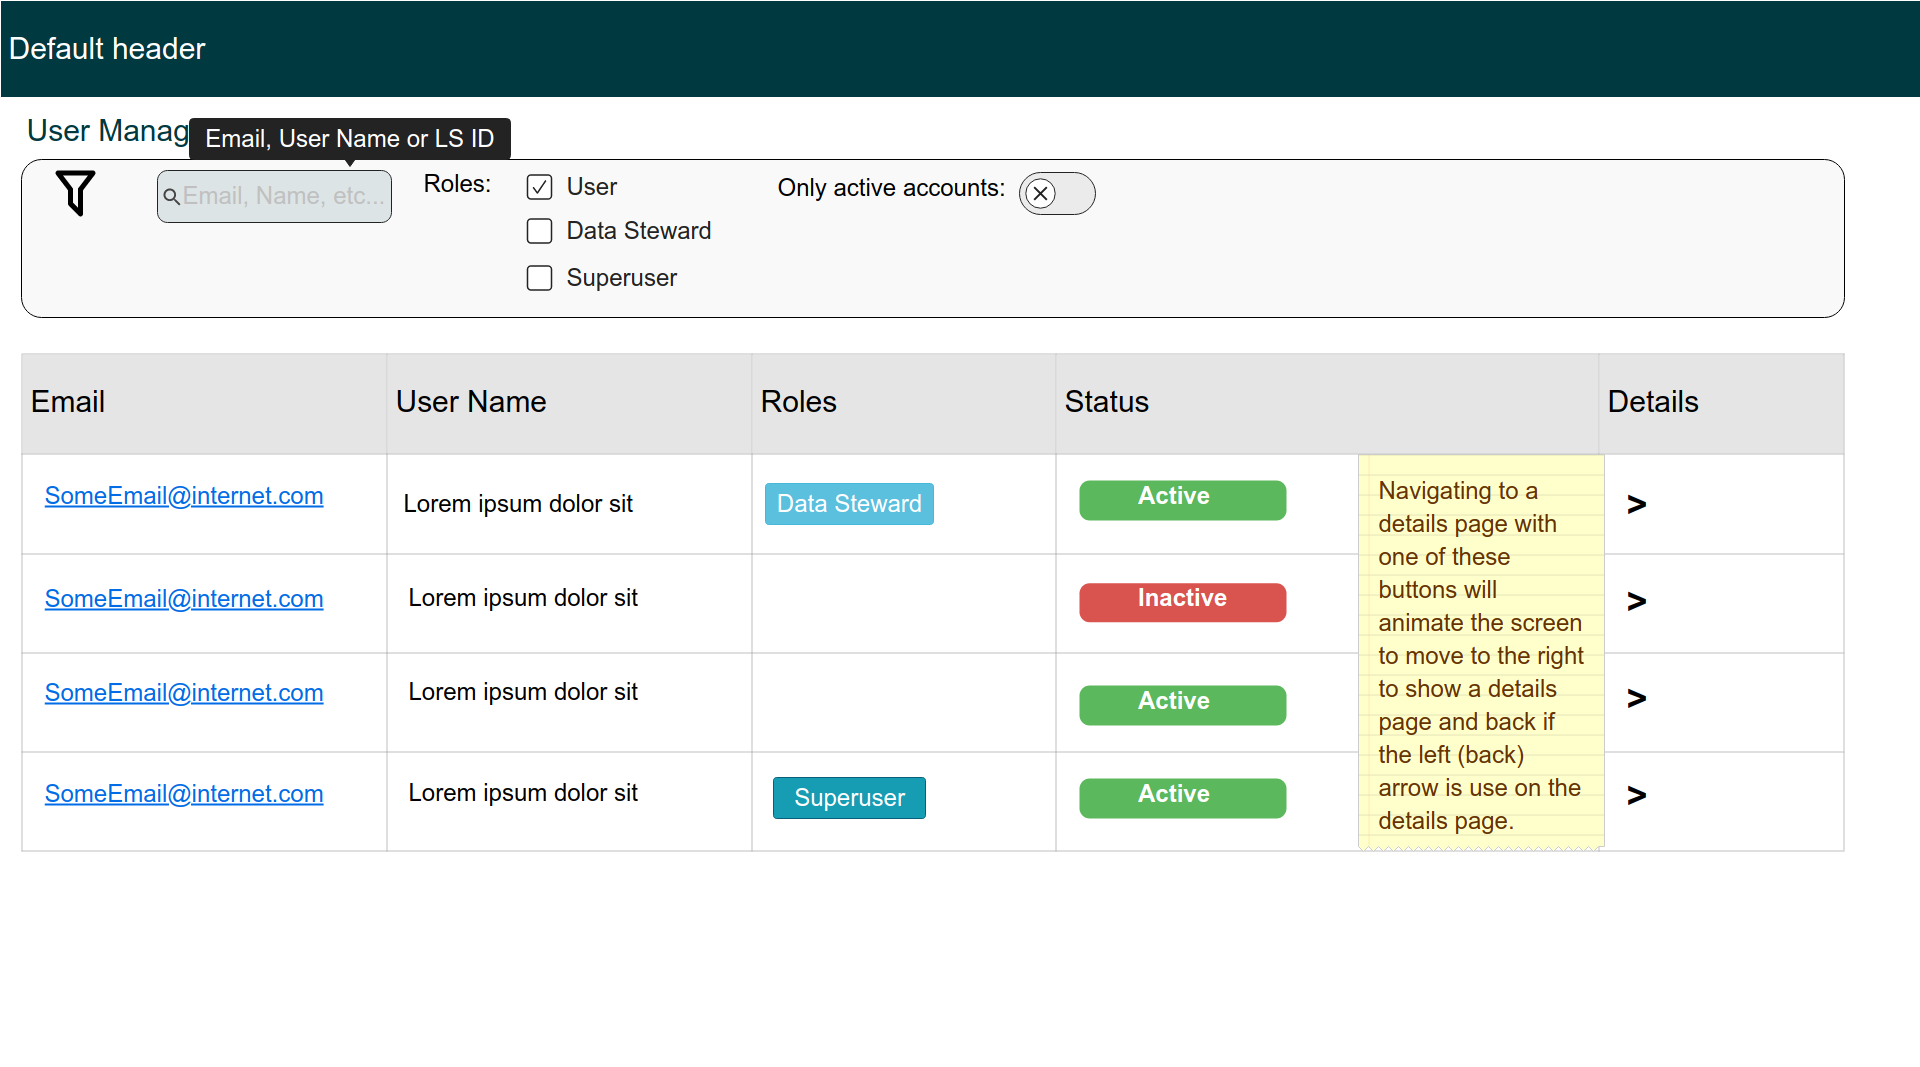 Default header
User Manag
Email, User Name or LS ID
Email, Name, etc...
Roles:
User
Data Steward
Superuser
Only active accounts:
Email
User Name
Roles
Status
Details
SomeEmail@internet.com
Lorem ipsum dolor sit
Data Steward
Active
>
SomeEmail@internet.com
Lorem ipsum dolor sit
Inactive
>
SomeEmail@internet.com
Lorem ipsum dolor sit
Active
>
SomeEmail@internet.com
Lorem ipsum dolor sit
Superuser
Active
>
Navigating to a
details page with
one of these
buttons will
animate the screen
to move to the right
to show a details
page and back if
the left (back)
arrow is use on the
details page.